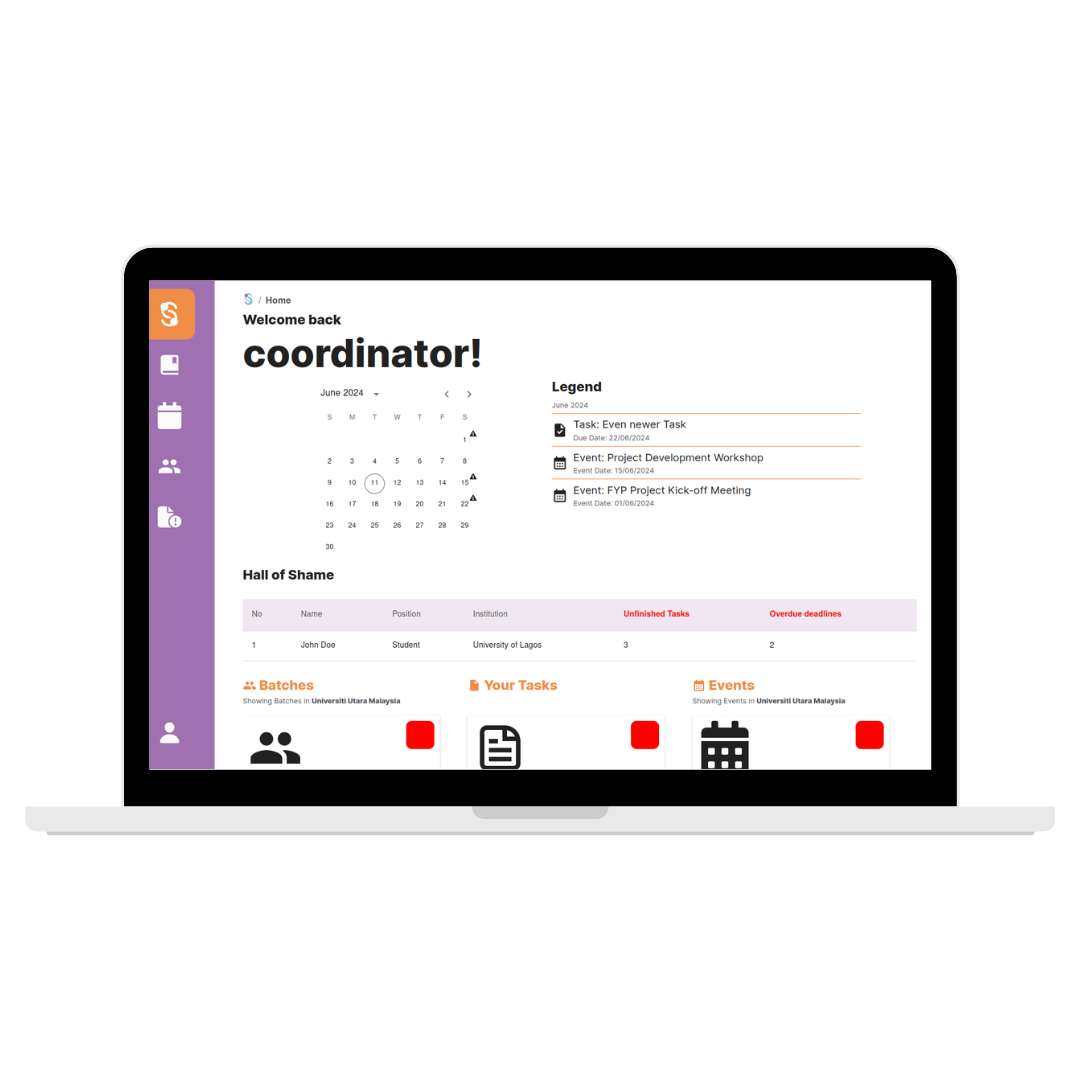 / Home
Welcome back
coordinator!
June 2024
S M T W T F S
1
2 3 4 5 6 7 8
9 10 11 12 13 14 15
16 17 18 19 20 21 22
23 24 25 26 27 28 29
30
Legend
June 2024
Task: Even newer Task
Due Date: 22/06/2024
Event: Project Development Workshop
Event Date: 15/06/2024
Event: FYP Project Kick-off Meeting
Event Date: 01/06/2024
Hall of Shame
No Name Position Institution Unfinished Tasks Overdue deadlines
1 John Doe Student University of Lagos 3 2
Batches
Showing Batches in Universiti Utara Malaysia
Your Tasks
Events
Showing Events in Universiti Utara Malaysia